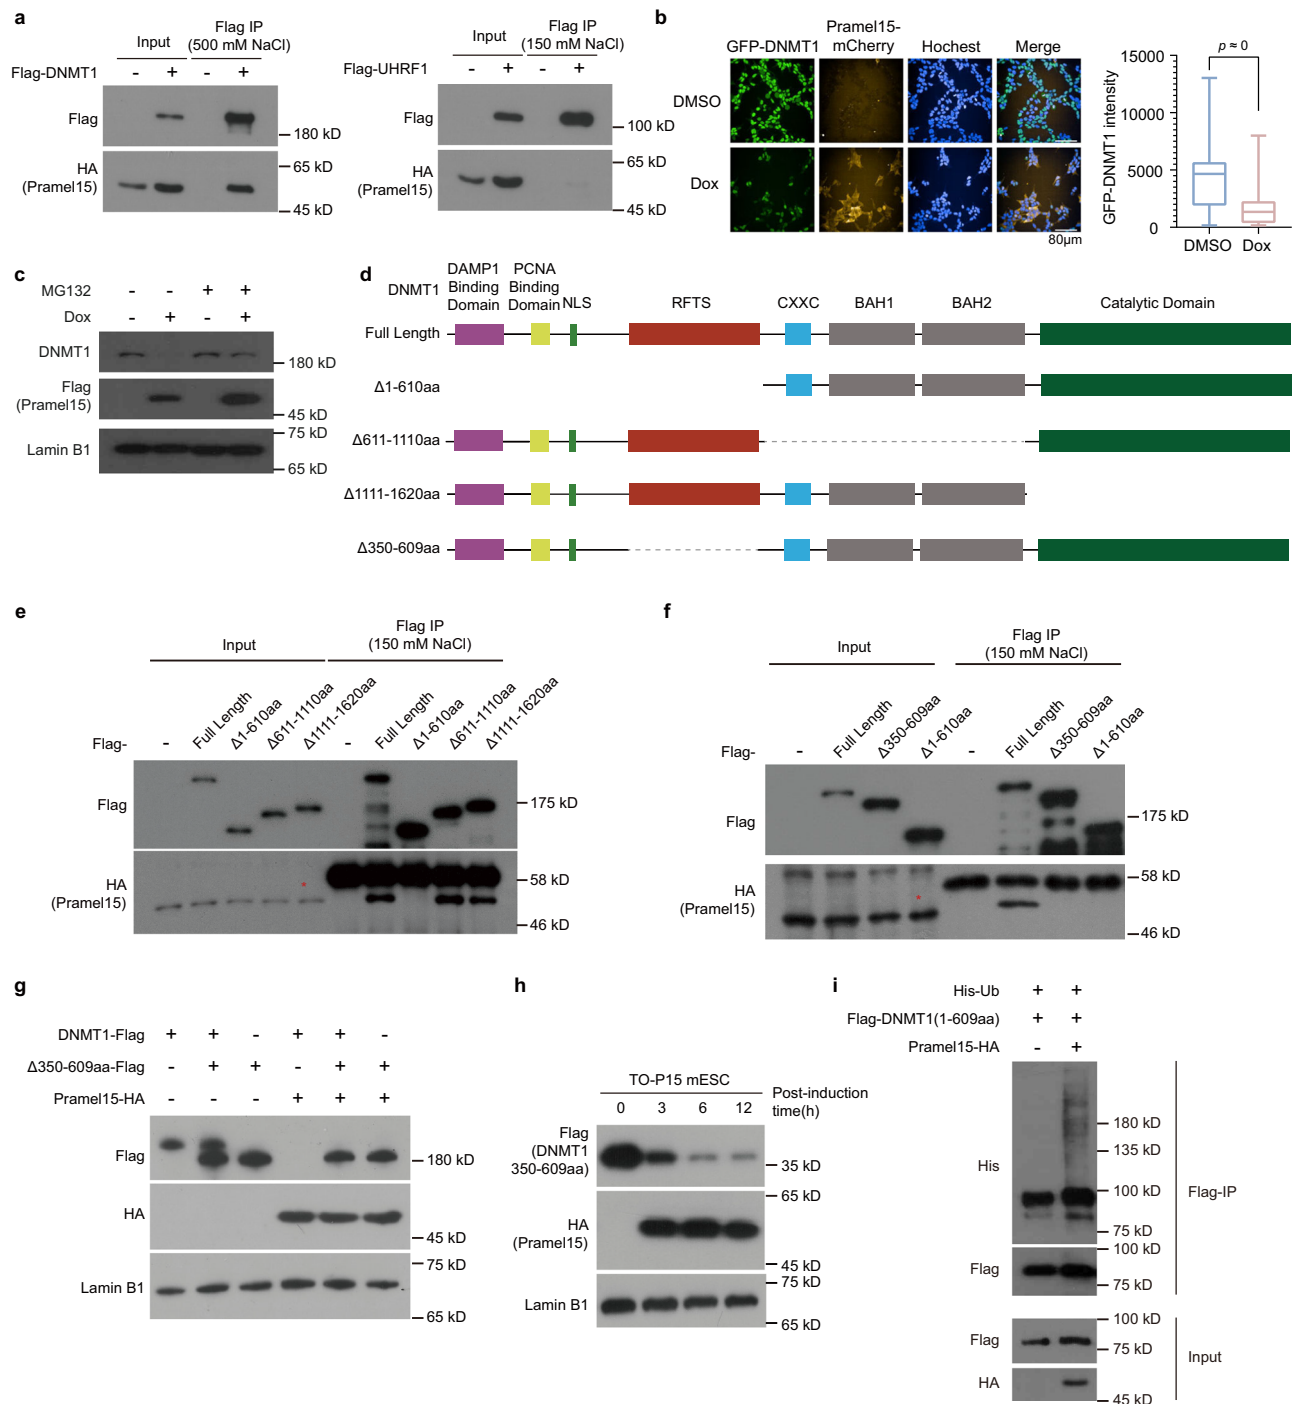 a
Input
Flag IP
(500 mM NaCl)
Flag-DNMT1 - + - +
Flag
180 kD
HA
(Pramel15)
65 kD
45 kD
Input
Flag IP
(150 mM NaCl)
Flag-UHRF1 - + - +
Flag
100 kD
HA
(Pramel15)
65 kD
45 kD
b
GFP-DNMT1
Pramel15-
mCherry
Hochest
Merge
DMSO
Dox
80μm
p ≈ 0
GFP-DNMT1 intensity
15000
10000
5000
0
DMSO Dox
c
MG132 - - + +
Dox - + - +
DNMT1
180 kD
Flag
(Pramel15)
45 kD
75 kD
Lamin B1
65 kD
d
DNMT1
DAMP1
Binding
Domain
PCNA
Binding
Domain
NLS
RFTS
CXXC
BAH1
BAH2
Catalytic Domain
Full Length
Δ1-610aa
Δ611-1110aa
Δ1111-1620aa
Δ350-609aa
e
Input
Flag IP
(150 mM NaCl)
Flag- - Full Length Δ1-610aa Δ611-1110aa Δ1111-1620aa - Full Length Δ1-610aa Δ611-1110aa Δ1111-1620aa
Flag
175 kD
HA
(Pramel15)
*
58 kD
46 kD
f
Input
Flag IP
(150 mM NaCl)
Flag- - Full Length Δ350-609aa Δ1-610aa - Full Length Δ350-609aa Δ1-610aa
Flag
175 kD
HA
(Pramel15)
*
58 kD
46 kD
g
DNMT1-Flag + + - + + -
Δ350-609aa-Flag - + + - + +
Pramel15-HA - - - + + +
Flag
180 kD
HA
45 kD
75 kD
Lamin B1
65 kD
h
TO-P15 mESC
0 3 6 12
Post-induction
time(h)
Flag
(DNMT1
350-609aa)
35 kD
65 kD
HA
(Pramel15)
45 kD
75 kD
Lamin B1
65 kD
i
His-Ub + +
Flag-DNMT1(1-609aa) + +
Pramel15-HA - +
His
180 kD
135 kD
100 kD
75 kD
Flag-IP
100 kD
Flag
75 kD
100 kD
Flag
75 kD
Input
HA
45 kD